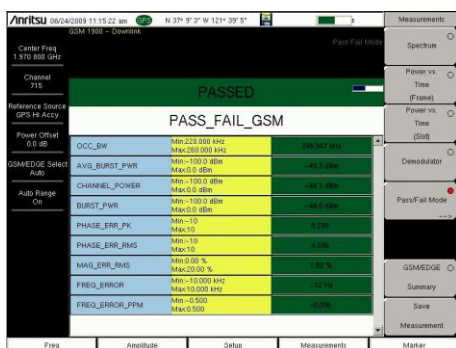 Anritsu 06/24/2009 11:15:22 am GPS N 37° 9' 3" W 121° 39' 5"
GSM 1900 - Downlink
Pass Fail Mode
Center Freq
1.970 800 GHz
Channel
715
Reference Source
GPS Hi Accy
Power Offset
0.0 dB
GSM/EDGE Select
Auto
Auto Range
On
PASSED
PASS_FAIL_GSM
OCC_BW Min:220.000 kHz
Max:260.000 kHz
AVG_BURST_PWR Min:-100.0 dBm
Max:0.0 dBm
CHANNEL_POWER Min:-100.0 dBm
Max:0.0 dBm -44.1 dBm
BURST_PWR Min:-100.0 dBm
Max:0.0 dBm
PHASE_ERR_PK Min:-10
Max:10
PHASE_ERR_RMS Min:-10
Max:10
MAG_ERR_RMS Min:0.00 %
Max:20.00 %
FREQ_ERROR Min:-10.000 kHz
Max:10.000 kHz
FREQ_ERROR_PPM Min:-0.500
Max:0.500
Measurements
Spectrum
Power vs.
Time
(Frame)
Power vs.
Time
(Slot)
Demodulator
Pass/Fail Mode
-->
GSM/EDGE
Summary
Save
Measurement
Freq Amplitude Setup Measurements Marker